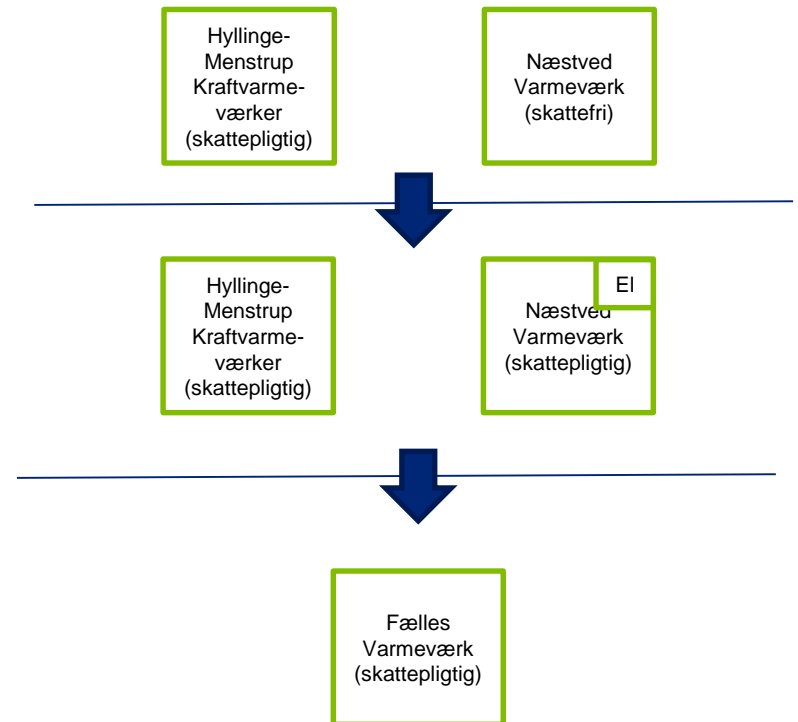 Hyllinge-
Menstrup
Kraftvarme-
værker
(skattepligtig)
Næstved
Varmeværk
(skattefri)
Hyllinge-
Menstrup
Kraftvarme-
værker
(skattepligtig)
El
Næstved
Varmeværk
(skattepligtig)
Fælles
Varmeværk
(skattepligtig)